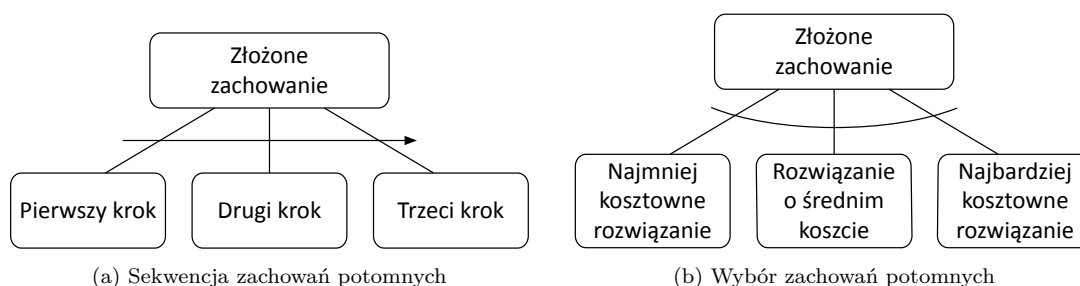 Złożone
zachowanie
Pierwszy krok
Drugi krok
Trzeci krok
(a) Sekwencja zachowań potomnych
Złożone
zachowanie
Najmniej
kosztowne
rozwiązanie
Rozwiązanie
o średnim
koszcie
Najbardziej
kosztowne
rozwiązanie
(b) Wybór zachowań potomnych